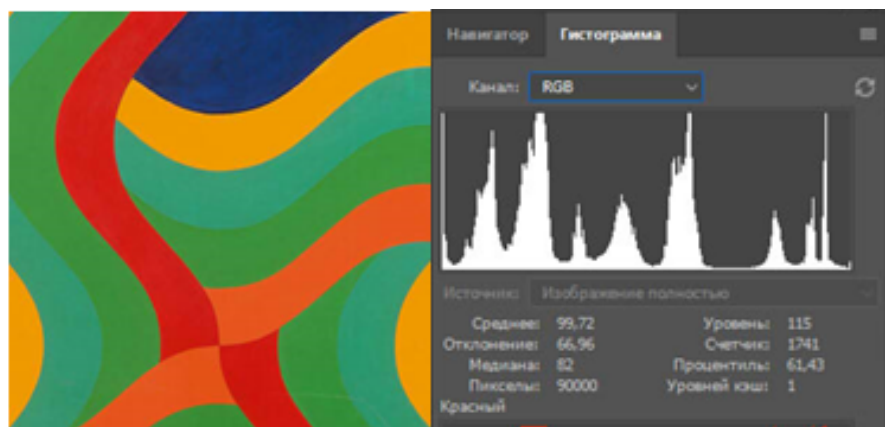 Навигатор Гистограмма
Канал: RGB
Источник: Изображение полностью
Среднее: 99,72 Уровень: 115
Отклонение: 66,96 Счетчик: 1741
Медиана: 82 Процентиль: 61,43
Пикселы: 90000 Уровней кэш: 1
Красный